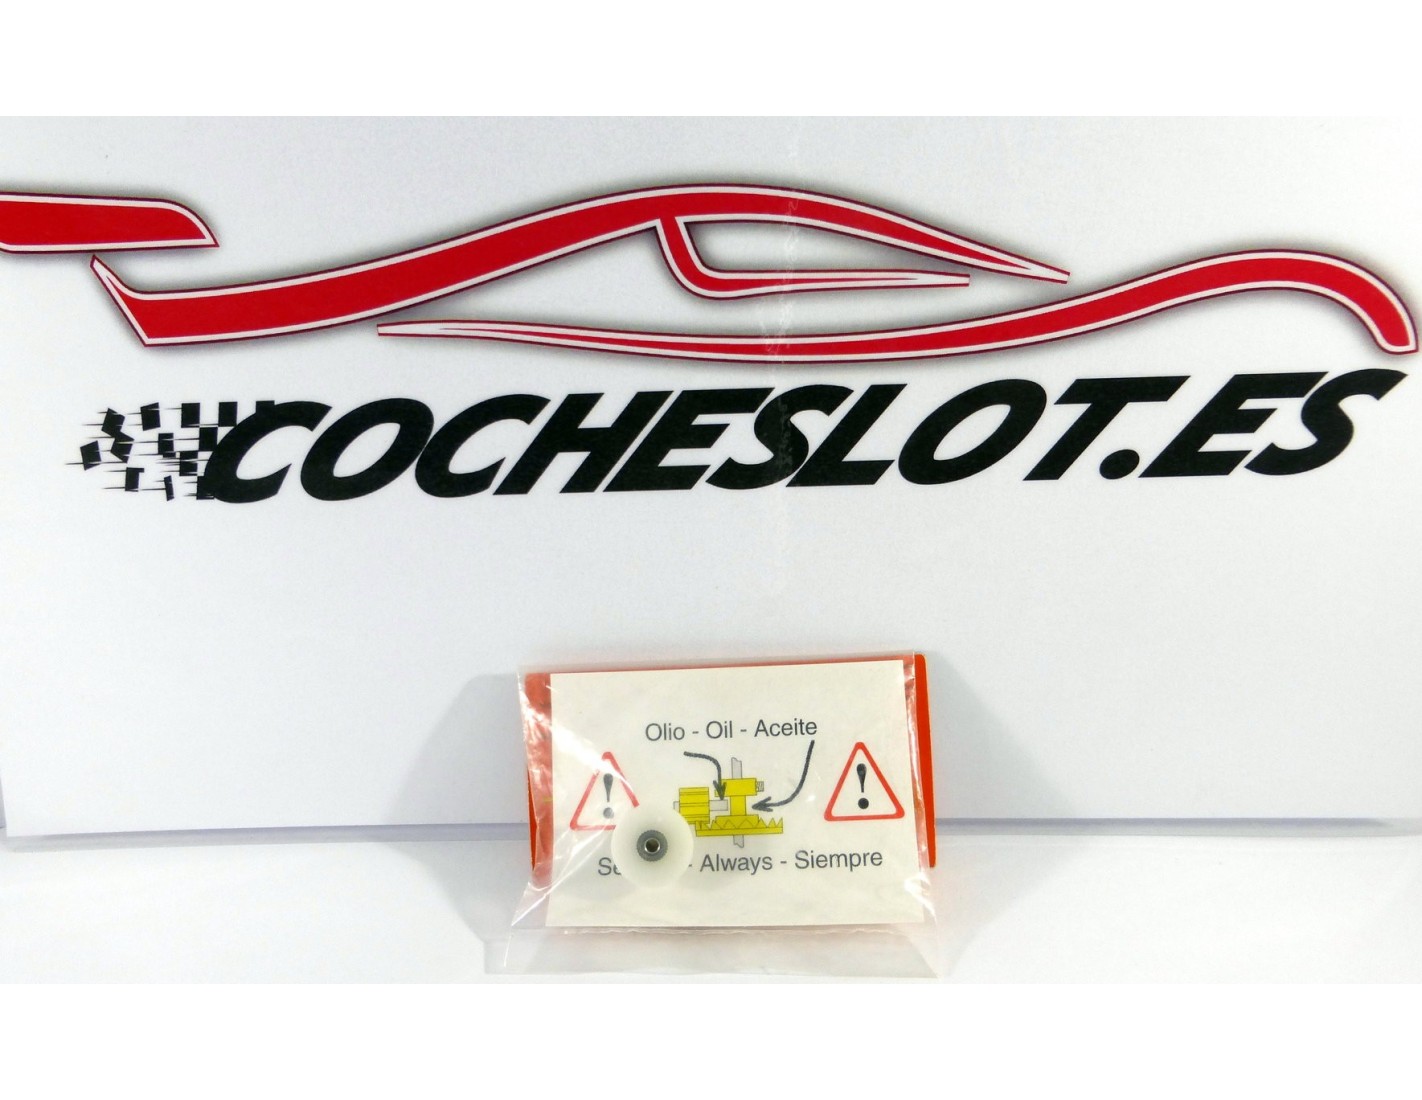 COCHESLOT.ES
Olio - Oil - Aceite
- Always - Siempre